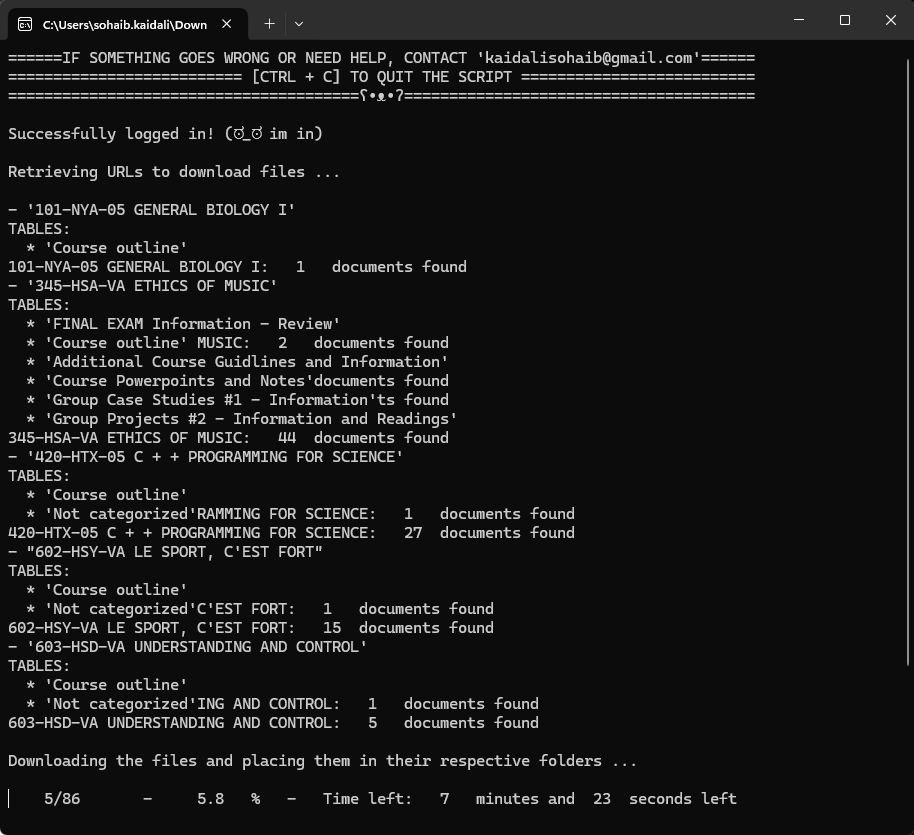 C:\Users\sohaib.kaidali\Down
======IF SOMETHING GOES WRONG OR NEED HELP, CONTACT 'kaidalisohaib@gmail.com'======
========================== [CTRL + C] TO QUIT THE SCRIPT ==========================
=======================================ʕ•ᴥ•ʔ=======================================
Successfully logged in! (ಠ_ಠ im in)
Retrieving URLs to download files ...
- '101-NYA-05 GENERAL BIOLOGY I'
TABLES:
  * 'Course outline'
101-NYA-05 GENERAL BIOLOGY I:   1   documents found
- '345-HSA-VA ETHICS OF MUSIC'
TABLES:
  * 'FINAL EXAM Information - Review'
  * 'Course outline' MUSIC:   2   documents found
  * 'Additional Course Guidlines and Information'
  * 'Course Powerpoints and Notes'documents found
  * 'Group Case Studies #1 - Information'ts found
  * 'Group Projects #2 - Information and Readings'
345-HSA-VA ETHICS OF MUSIC:   44  documents found
- '420-HTX-05 C + + PROGRAMMING FOR SCIENCE'
TABLES:
  * 'Course outline'
  * 'Not categorized'RAMMING FOR SCIENCE:   1   documents found
420-HTX-05 C + + PROGRAMMING FOR SCIENCE:   27  documents found
- "602-HSY-VA LE SPORT, C'EST FORT"
TABLES:
  * 'Course outline'
  * 'Not categorized'C'EST FORT:   1   documents found
602-HSY-VA LE SPORT, C'EST FORT:   15  documents found
- '603-HSD-VA UNDERSTANDING AND CONTROL'
TABLES:
  * 'Course outline'
  * 'Not categorized'ING AND CONTROL:   1   documents found
603-HSD-VA UNDERSTANDING AND CONTROL:   5   documents found
Downloading the files and placing them in their respective folders ...
|    5/86       -     5.8   %   -   Time left:   7   minutes and  23  seconds left